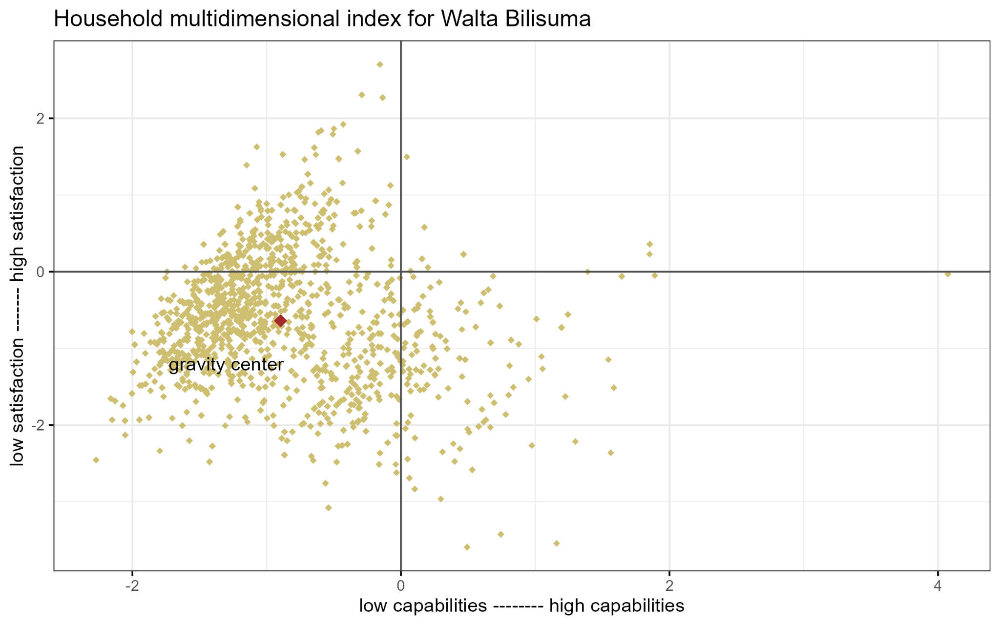 Household multidimensional index for Walta Bilisuma
low satisfaction -------- high satisfaction
2
0
-2
gravity center
-2
0
2
4
low capabilities -------- high capabilities